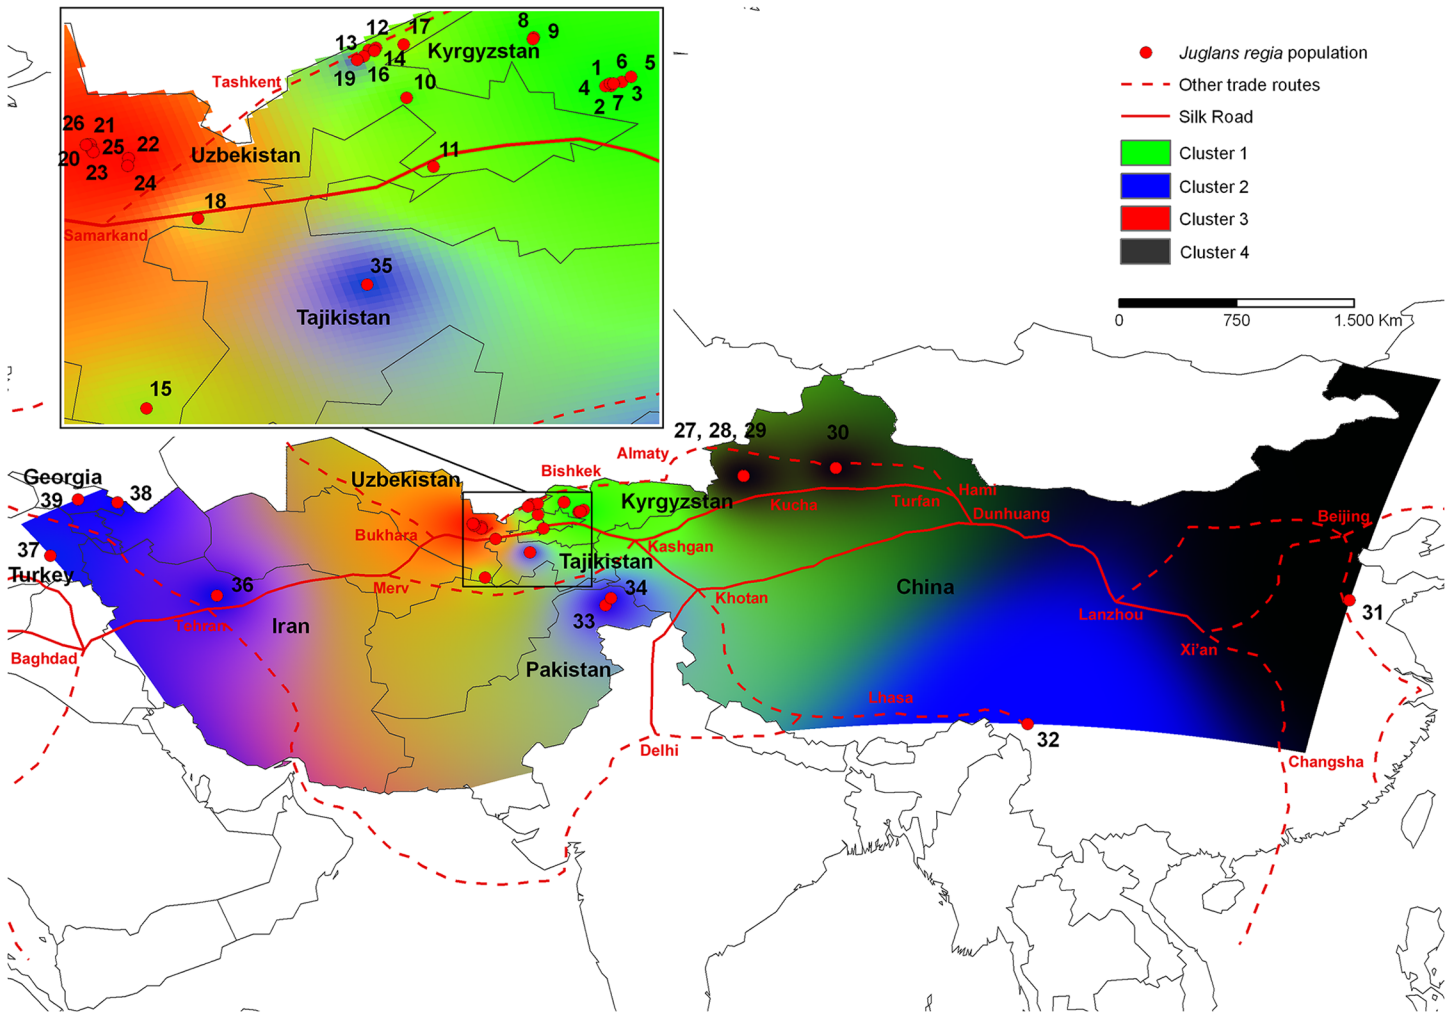 12
17
8
9
13
14
Kyrgyzstan
19
16
1
6
5
Tashkent
10
4
3
2
7
26
21
11
20
25
22
Uzbekistan
23
24
18
Samarkand
35
Tajikistan
15
Juglans regia population
Other trade routes
Silk Road
Cluster 1
Cluster 2
Cluster 3
Cluster 4
0
750
1.500 Km
27, 28, 29
30
Almaty
Bishkek
Georgia
39
38
Uzbekistan
Kyrgyzstan
Kucha
Turfan
Hami
Dunhuang
Beijing
Bukhara
Kashgan
37
Turkey
Tajikistan
36
Merv
34
33
Khotan
China
Lanzhou
31
Tehran
Iran
Xi'an
Baghdad
Pakistan
Lhasa
32
Delhi
Changsha